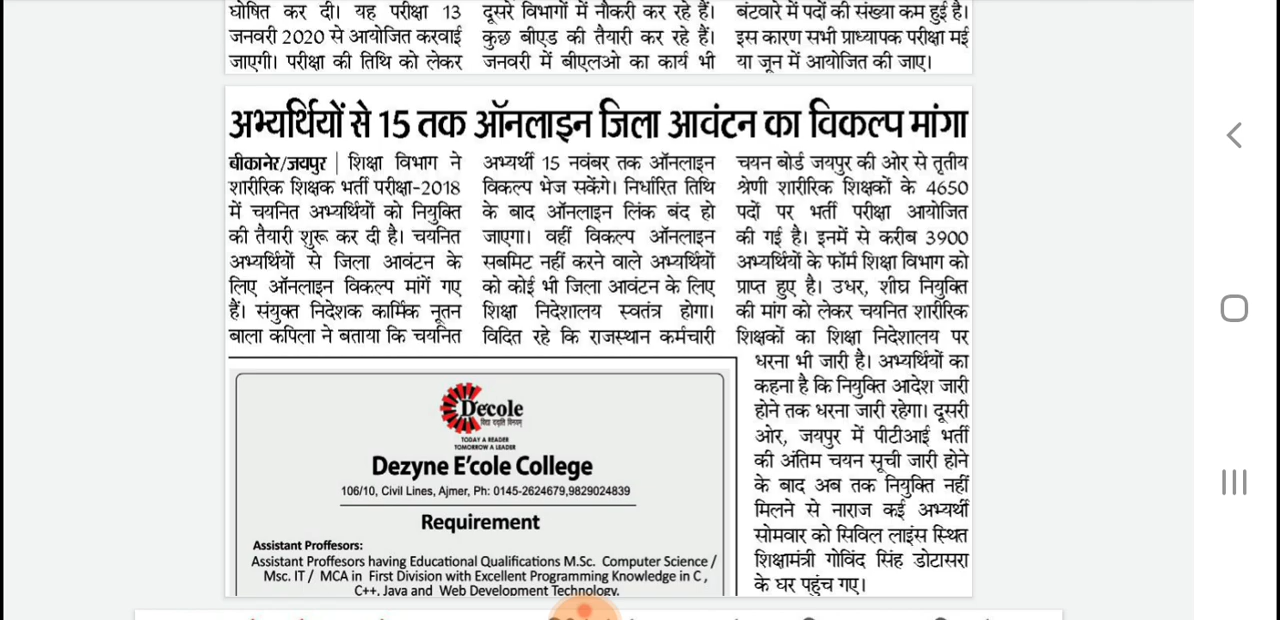 घोषित कर दी। यह परीक्षा 13
जनवरी 2020 से आयोजित करवाई
जाएगी। परीक्षा की तिथि को लेकर
दूसरे विभागों में नौकरी कर रहे हैं।
कुछ बीएड की तैयारी कर रहे हैं।
जनवरी में बीएलओ का कार्य भी
बंटवारे में पदों की संख्या कम हुई है।
इस कारण सभी प्राध्यापक परीक्षा मई
या जून में आयोजित की जाए।
अभ्यर्थियों से 15 तक ऑनलाइन जिला आवंटन का विकल्प मांगा
बीकानेर/जयपुर | शिक्षा विभाग ने
शारीरिक शिक्षक भर्ती परीक्षा-2018
में चयनित अभ्यर्थियों को नियुक्ति
की तैयारी शुरू कर दी है। चयनित
अभ्यर्थियों से जिला आवंटन के
लिए ऑनलाइन विकल्प मांगें गए
हैं। संयुक्त निदेशक कार्मिक नूतन
बाला कपिला ने बताया कि चयनित
अभ्यर्थी 15 नवंबर तक ऑनलाइन
विकल्प भेज सकेंगे। निर्धारित तिथि
के बाद ऑनलाइन लिंक बंद हो
जाएगा। वहीं विकल्प ऑनलाइन
सबमिट नहीं करने वाले अभ्यर्थियों
को कोई भी जिला आवंटन के लिए
शिक्षा निदेशालय स्वतंत्र होगा।
विदित रहे कि राजस्थान कर्मचारी
चयन बोर्ड जयपुर की ओर से तृतीय
श्रेणी शारीरिक शिक्षकों के 4650
पदों पर भर्ती परीक्षा आयोजित
की गई है। इनमें से करीब 3900
अभ्यर्थियों के फॉर्म शिक्षा विभाग को
प्राप्त हुए है। उधर, शीघ्र नियुक्ति
की मांग को लेकर चयनित शारीरिक
शिक्षकों का शिक्षा निदेशालय पर
धरना भी जारी है। अभ्यर्थियों का
कहना है कि नियुक्ति आदेश जारी
होने तक धरना जारी रहेगा। दूसरी
ओर, जयपुर में पीटीआई भर्ती
की अंतिम चयन सूची जारी होने
के बाद अब तक नियुक्ति नहीं
मिलने से नाराज कई अभ्यर्थी
सोमवार को सिविल लाइंस स्थित
शिक्षामंत्री गोविंद सिंह डोटासरा
के घर पहुंच गए।
D'ecole
विद्या ददाति विनयम्
TODAY A READER
TOMORROW A LEADER
Dezyne E'cole College
106/10, Civil Lines, Ajmer, Ph: 0145-2624679,9829024839
Requirement
Assistant Proffesors:
Assistant Proffesors having Educational Qualifications M.Sc. Computer Science /
Msc. IT / MCA in First Division with Excellent Programming Knowledge in C ,
C++, Java and Web Development Technology.